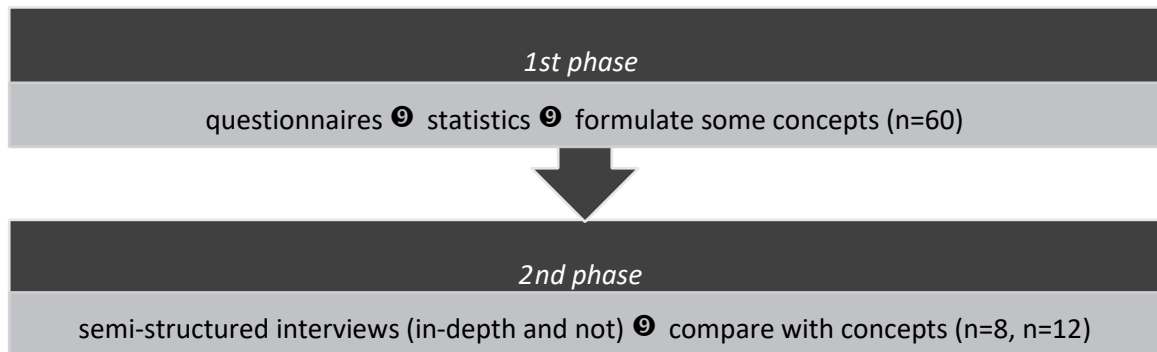 1st phase
questionnaires ❾ statistics ❾ formulate some concepts (n=60)
2nd phase
semi-structured interviews (in-depth and not) ❾ compare with concepts (n=8, n=12)